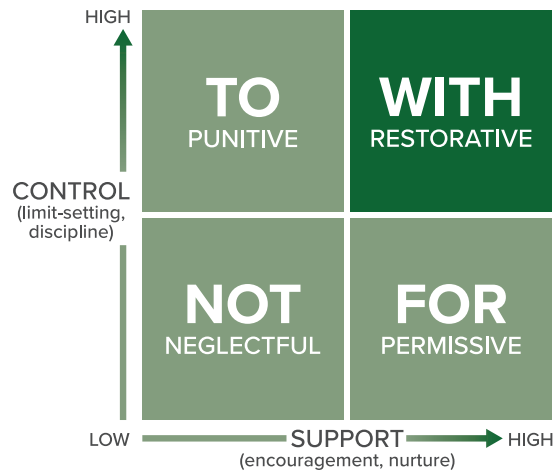 HIGH
TO
PUNITIVE
WITH
RESTORATIVE
CONTROL
(limit-setting,
discipline)
NOT
NEGLECTFUL
FOR
PERMISSIVE
LOW
SUPPORT
(encouragement, nurture)
HIGH